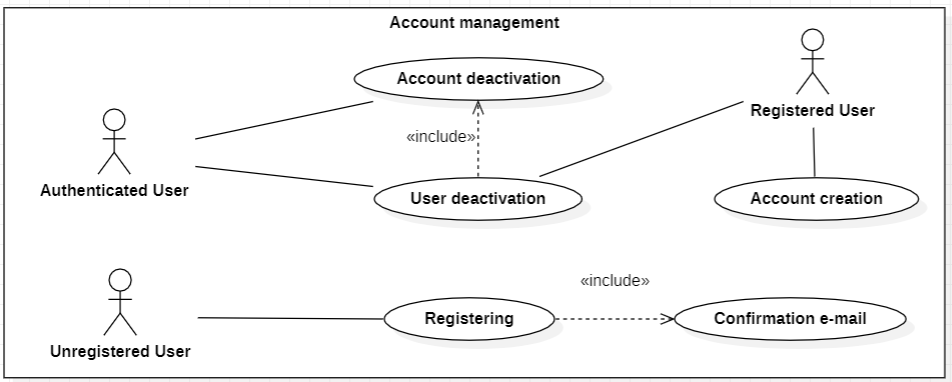 Account management
Account deactivation
Registered User
«include»
Authenticated User
User deactivation
Account creation
«include»
Registering
Confirmation e-mail
Unregistered User